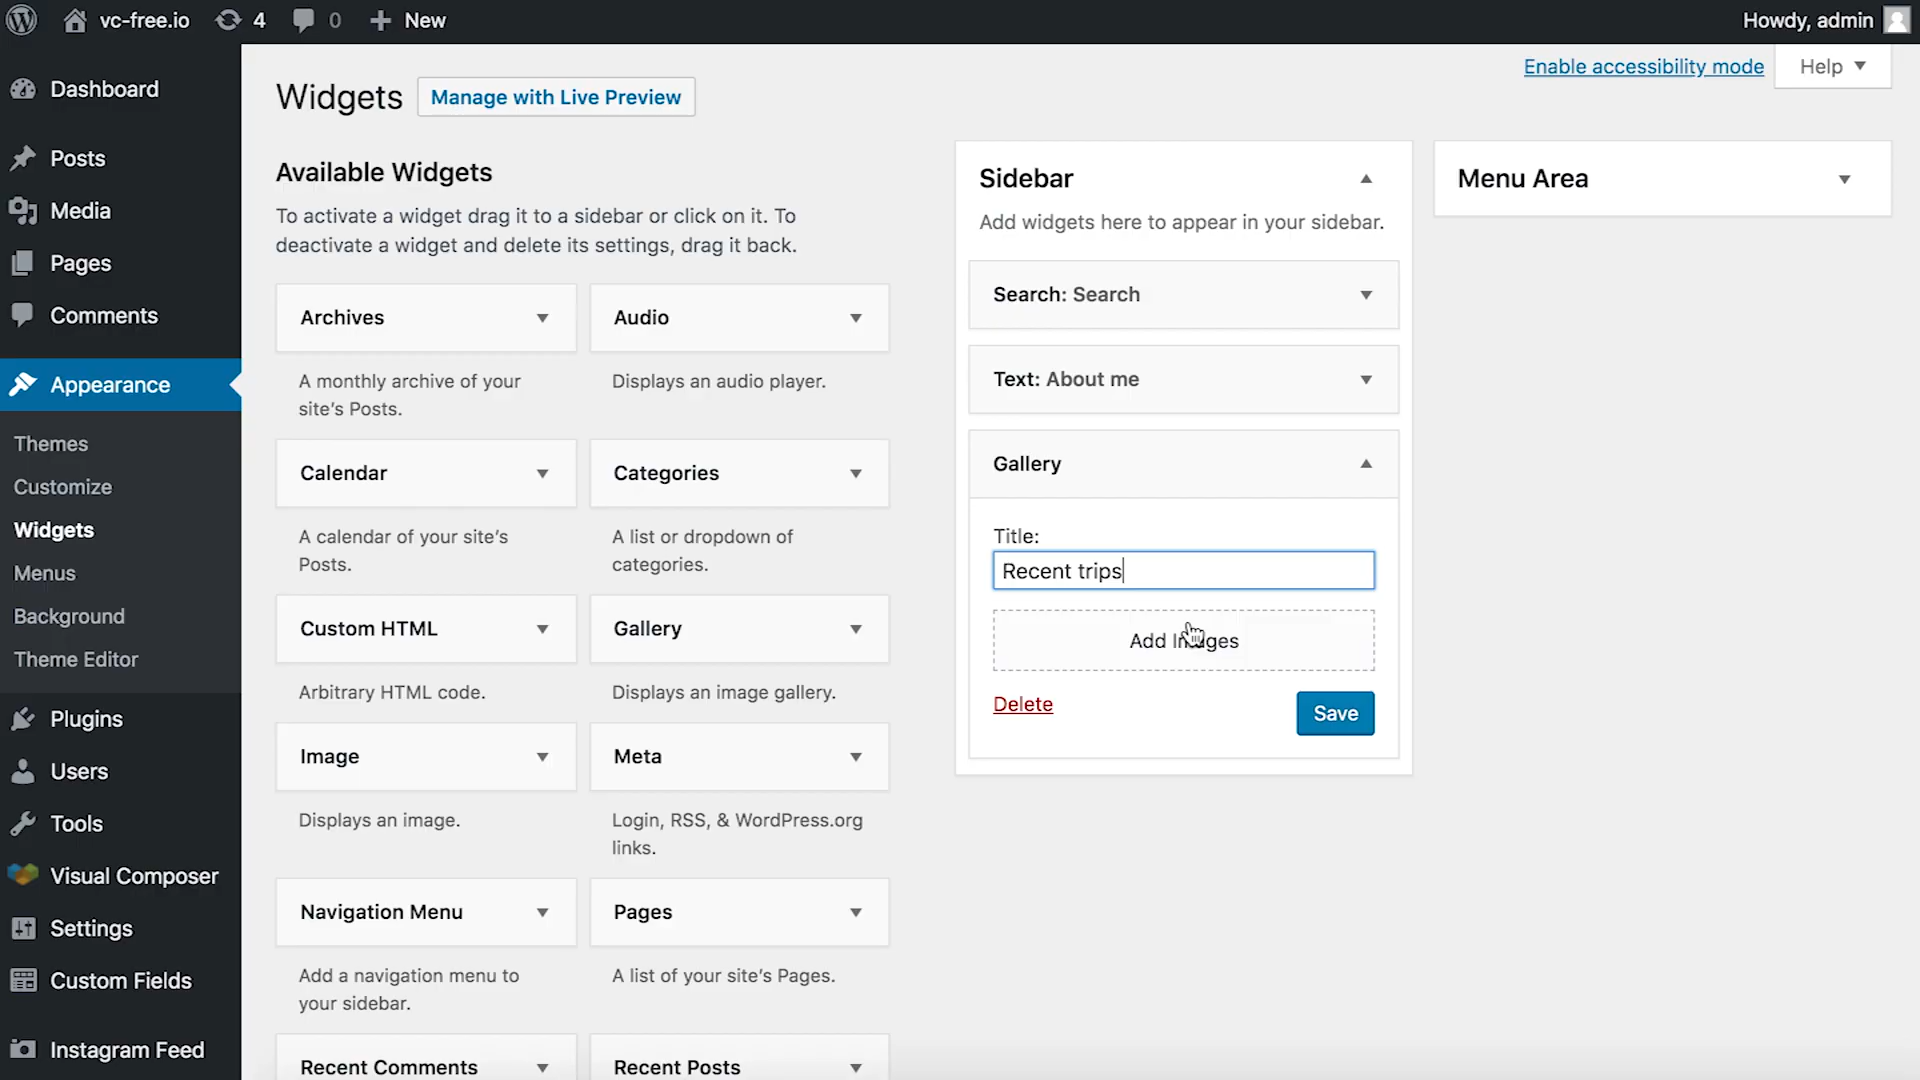 vc-free.io
4
0
New
Howdy, admin
Dashboard
Posts
Media
Pages
Comments
Appearance
Themes
Customize
Widgets
Menus
Background
Theme Editor
Plugins
Users
Tools
Visual Composer
Settings
Custom Fields
Instagram Feed
Enable accessibility mode
Help
Widgets
Manage with Live Preview
Available Widgets
To activate a widget drag it to a sidebar or click on it. To
deactivate a widget and delete its settings, drag it back.
Archives
A monthly archive of your
site's Posts.
Audio
Displays an audio player.
Calendar
A calendar of your site's
Posts.
Categories
A list or dropdown of
categories.
Custom HTML
Arbitrary HTML code.
Gallery
Displays an image gallery.
Image
Displays an image.
Meta
Login, RSS, & WordPress.org
links.
Navigation Menu
Add a navigation menu to
your sidebar.
Pages
A list of your site's Pages.
Recent Comments
Recent Posts
Sidebar
Add widgets here to appear in your sidebar.
Search: Search
Text: About me
Gallery
Title:
Recent trips
Add Images
Delete
Save
Menu Area